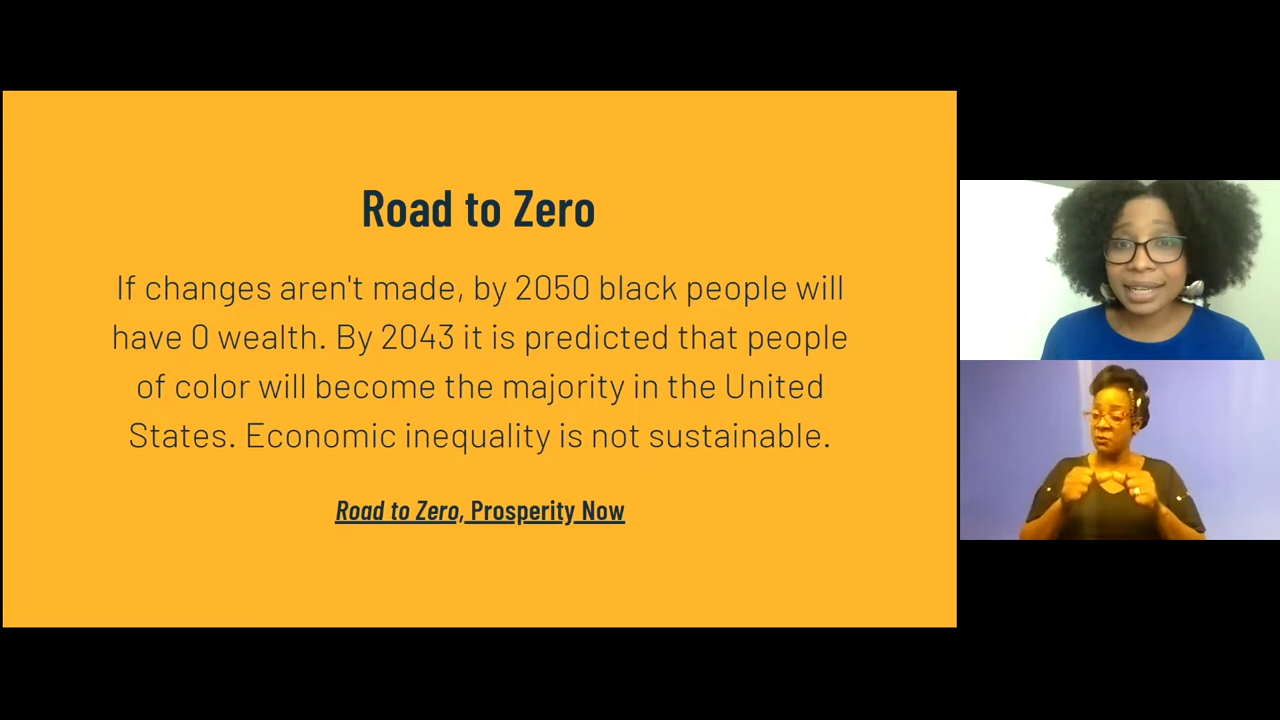 Road to Zero
If changes aren't made, by 2050 black people will
have 0 wealth. By 2043 it is predicted that people
of color will become the majority in the United
States. Economic inequality is not sustainable.
Road to Zero, Prosperity Now